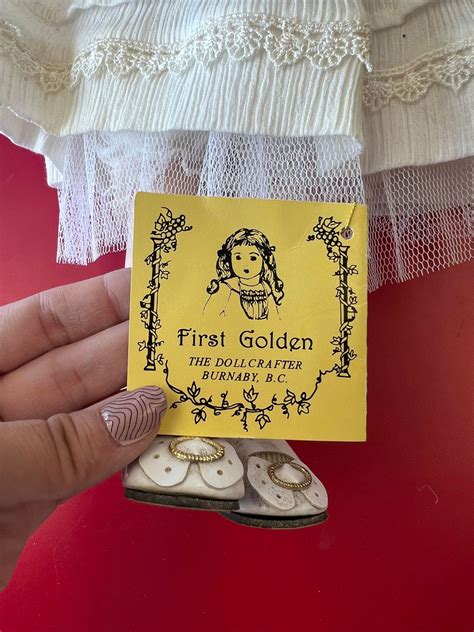 First Golden
THE DOLLCRAFTER
BURNABY, B.C.